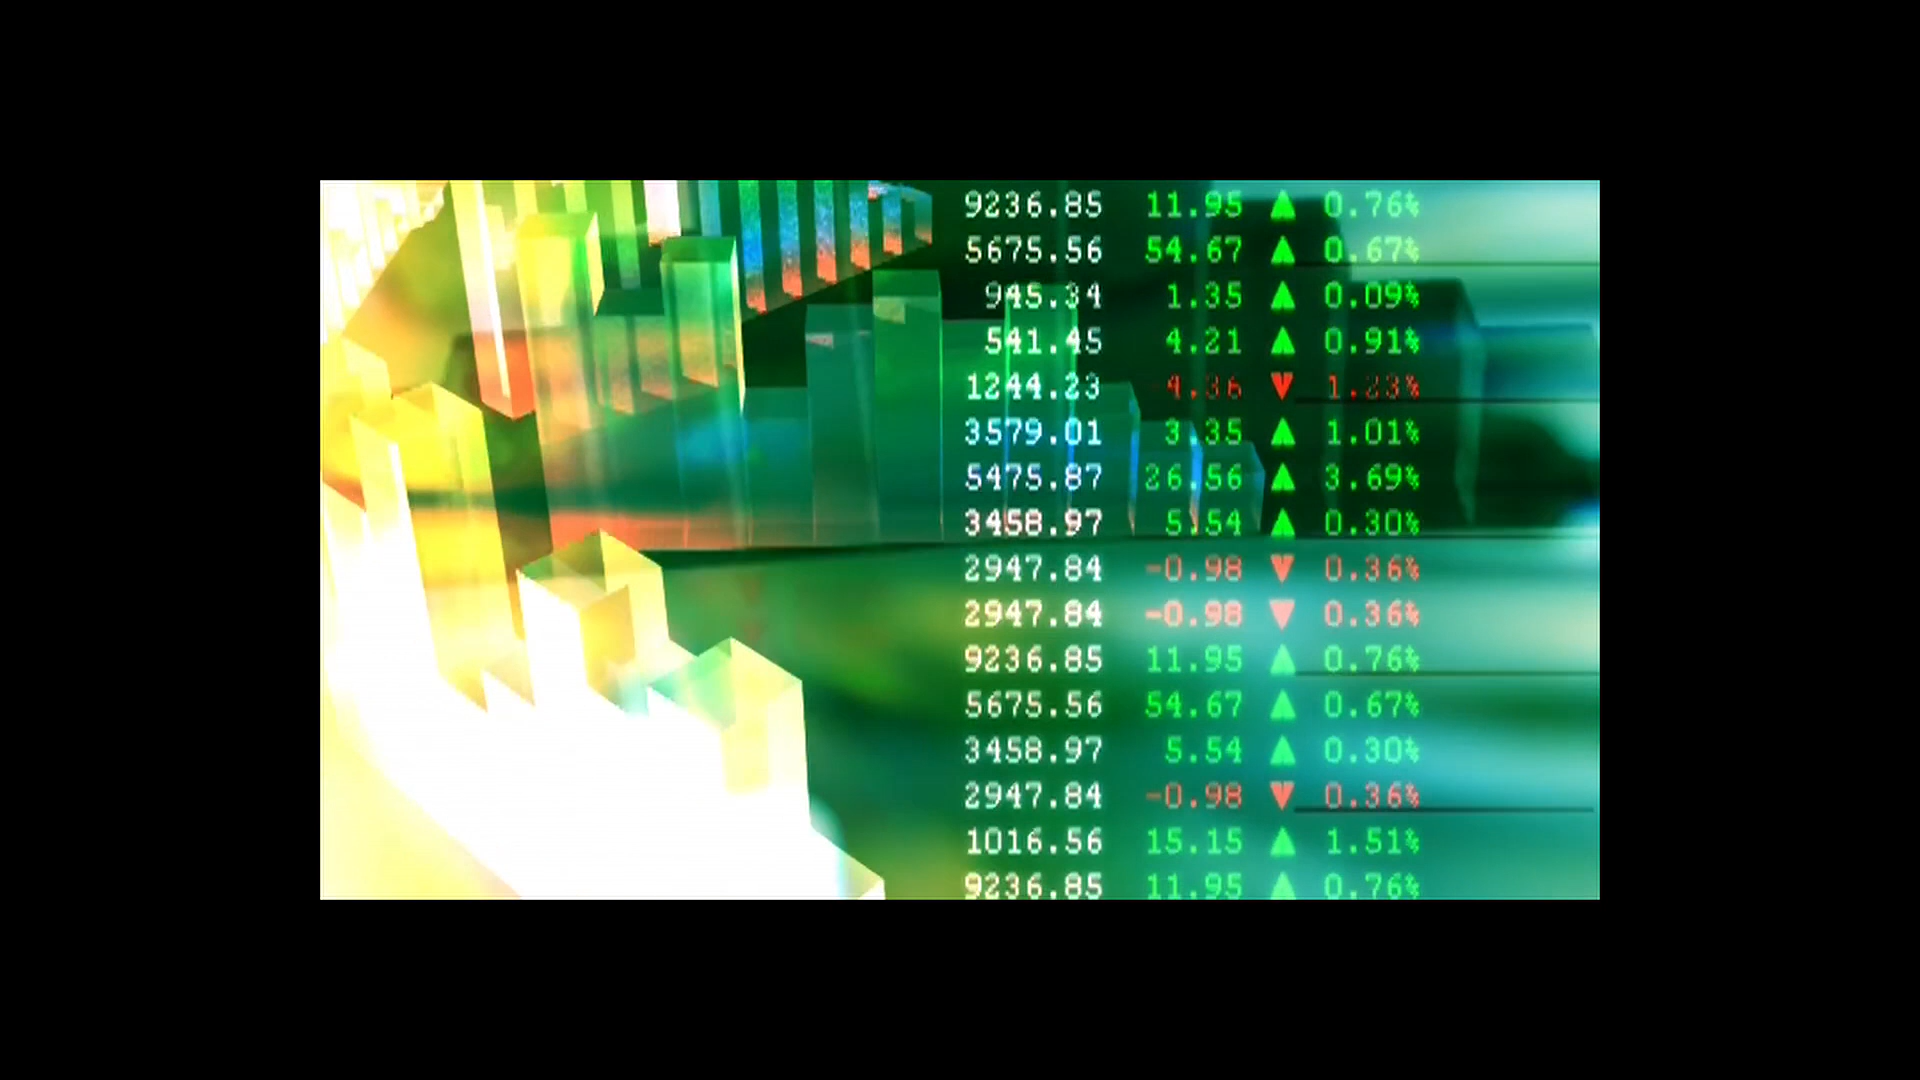 9236.85 11.95 ▲ 0.76%
5675.56 54.67 ▲ 0.67%
945.34 1.35 ▲ 0.09%
541.45 4.21 ▲ 0.91%
1244.23 -4.36 ▼ 1.23%
3579.01 3.35 ▲ 1.01%
5475.87 26.56 ▲ 3.69%
3458.97 5.54 ▲ 0.30%
2947.84 -0.98 ▼ 0.36%
2947.84 -0.98 ▼ 0.36%
9236.85 11.95 ▲ 0.76%
5675.56 54.67 ▲ 0.67%
3458.97 5.54 ▲ 0.30%
2947.84 -0.98 ▼ 0.36%
1016.56 15.15 ▲ 1.51%
9236.85 11.95 ▲ 0.76%